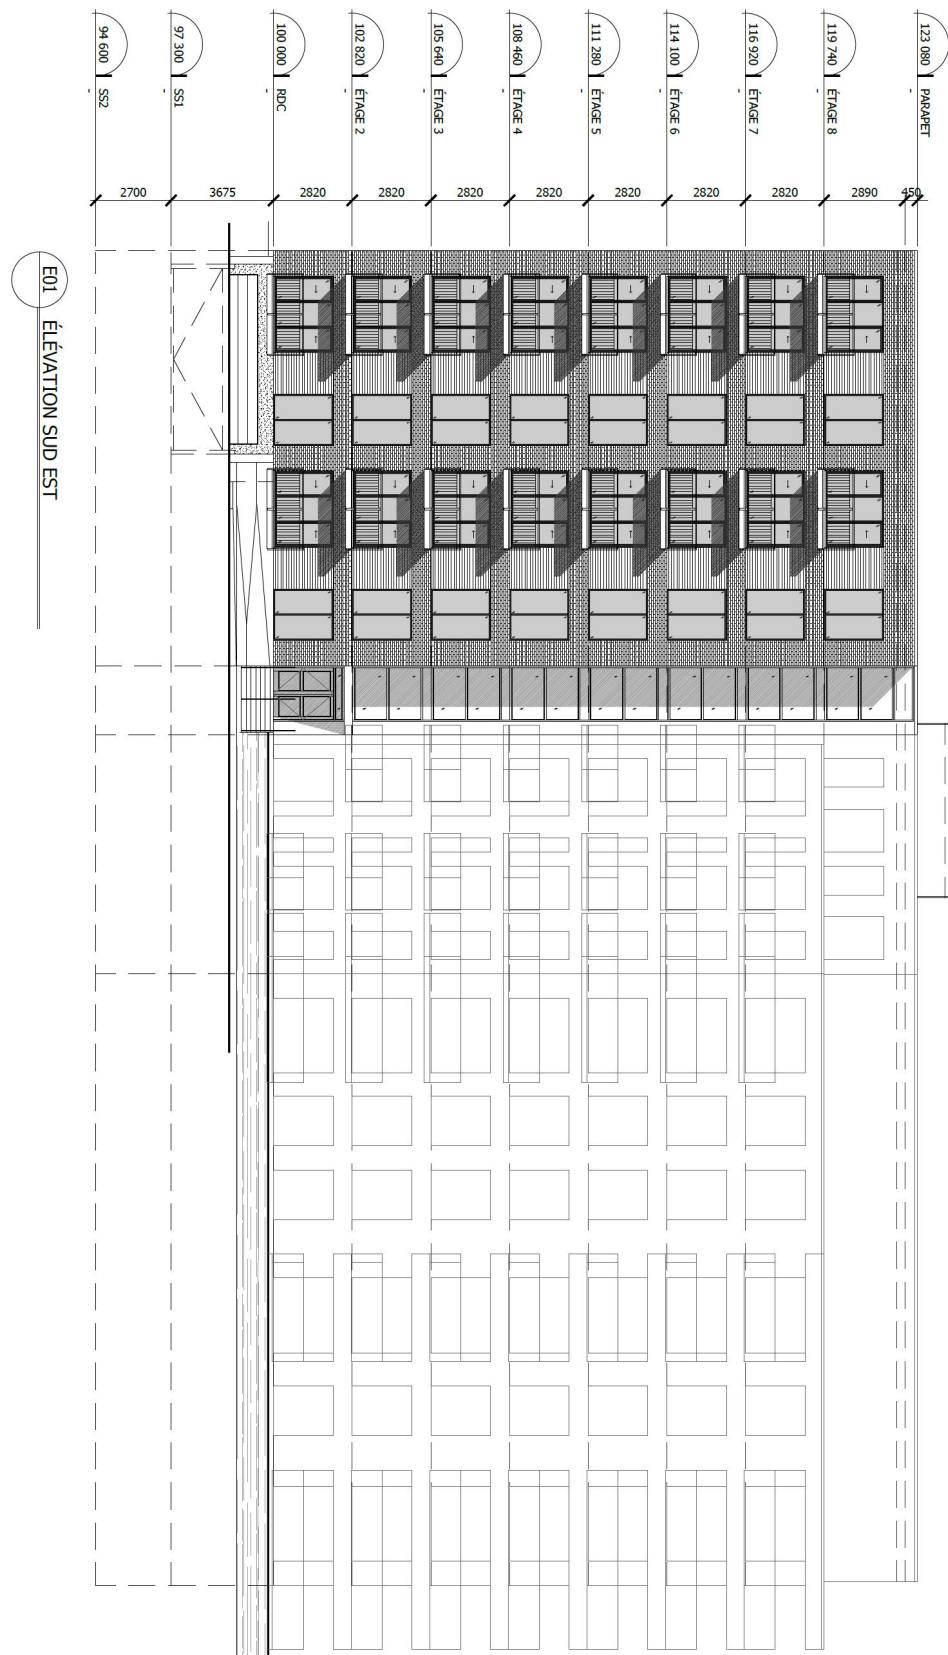 123 080
PARAPET
119 740
ÉTAGE 8
116 920
ÉTAGE 7
114 100
ÉTAGE 6
111 280
ÉTAGE 5
108 460
ÉTAGE 4
105 640
ÉTAGE 3
102 820
ÉTAGE 2
100 000
RDC
97 300
SS1
94 600
SS2
450
2890
2820
2820
2820
2820
2820
2820
2820
3675
2700
E01 ÉLÉVATION SUD EST